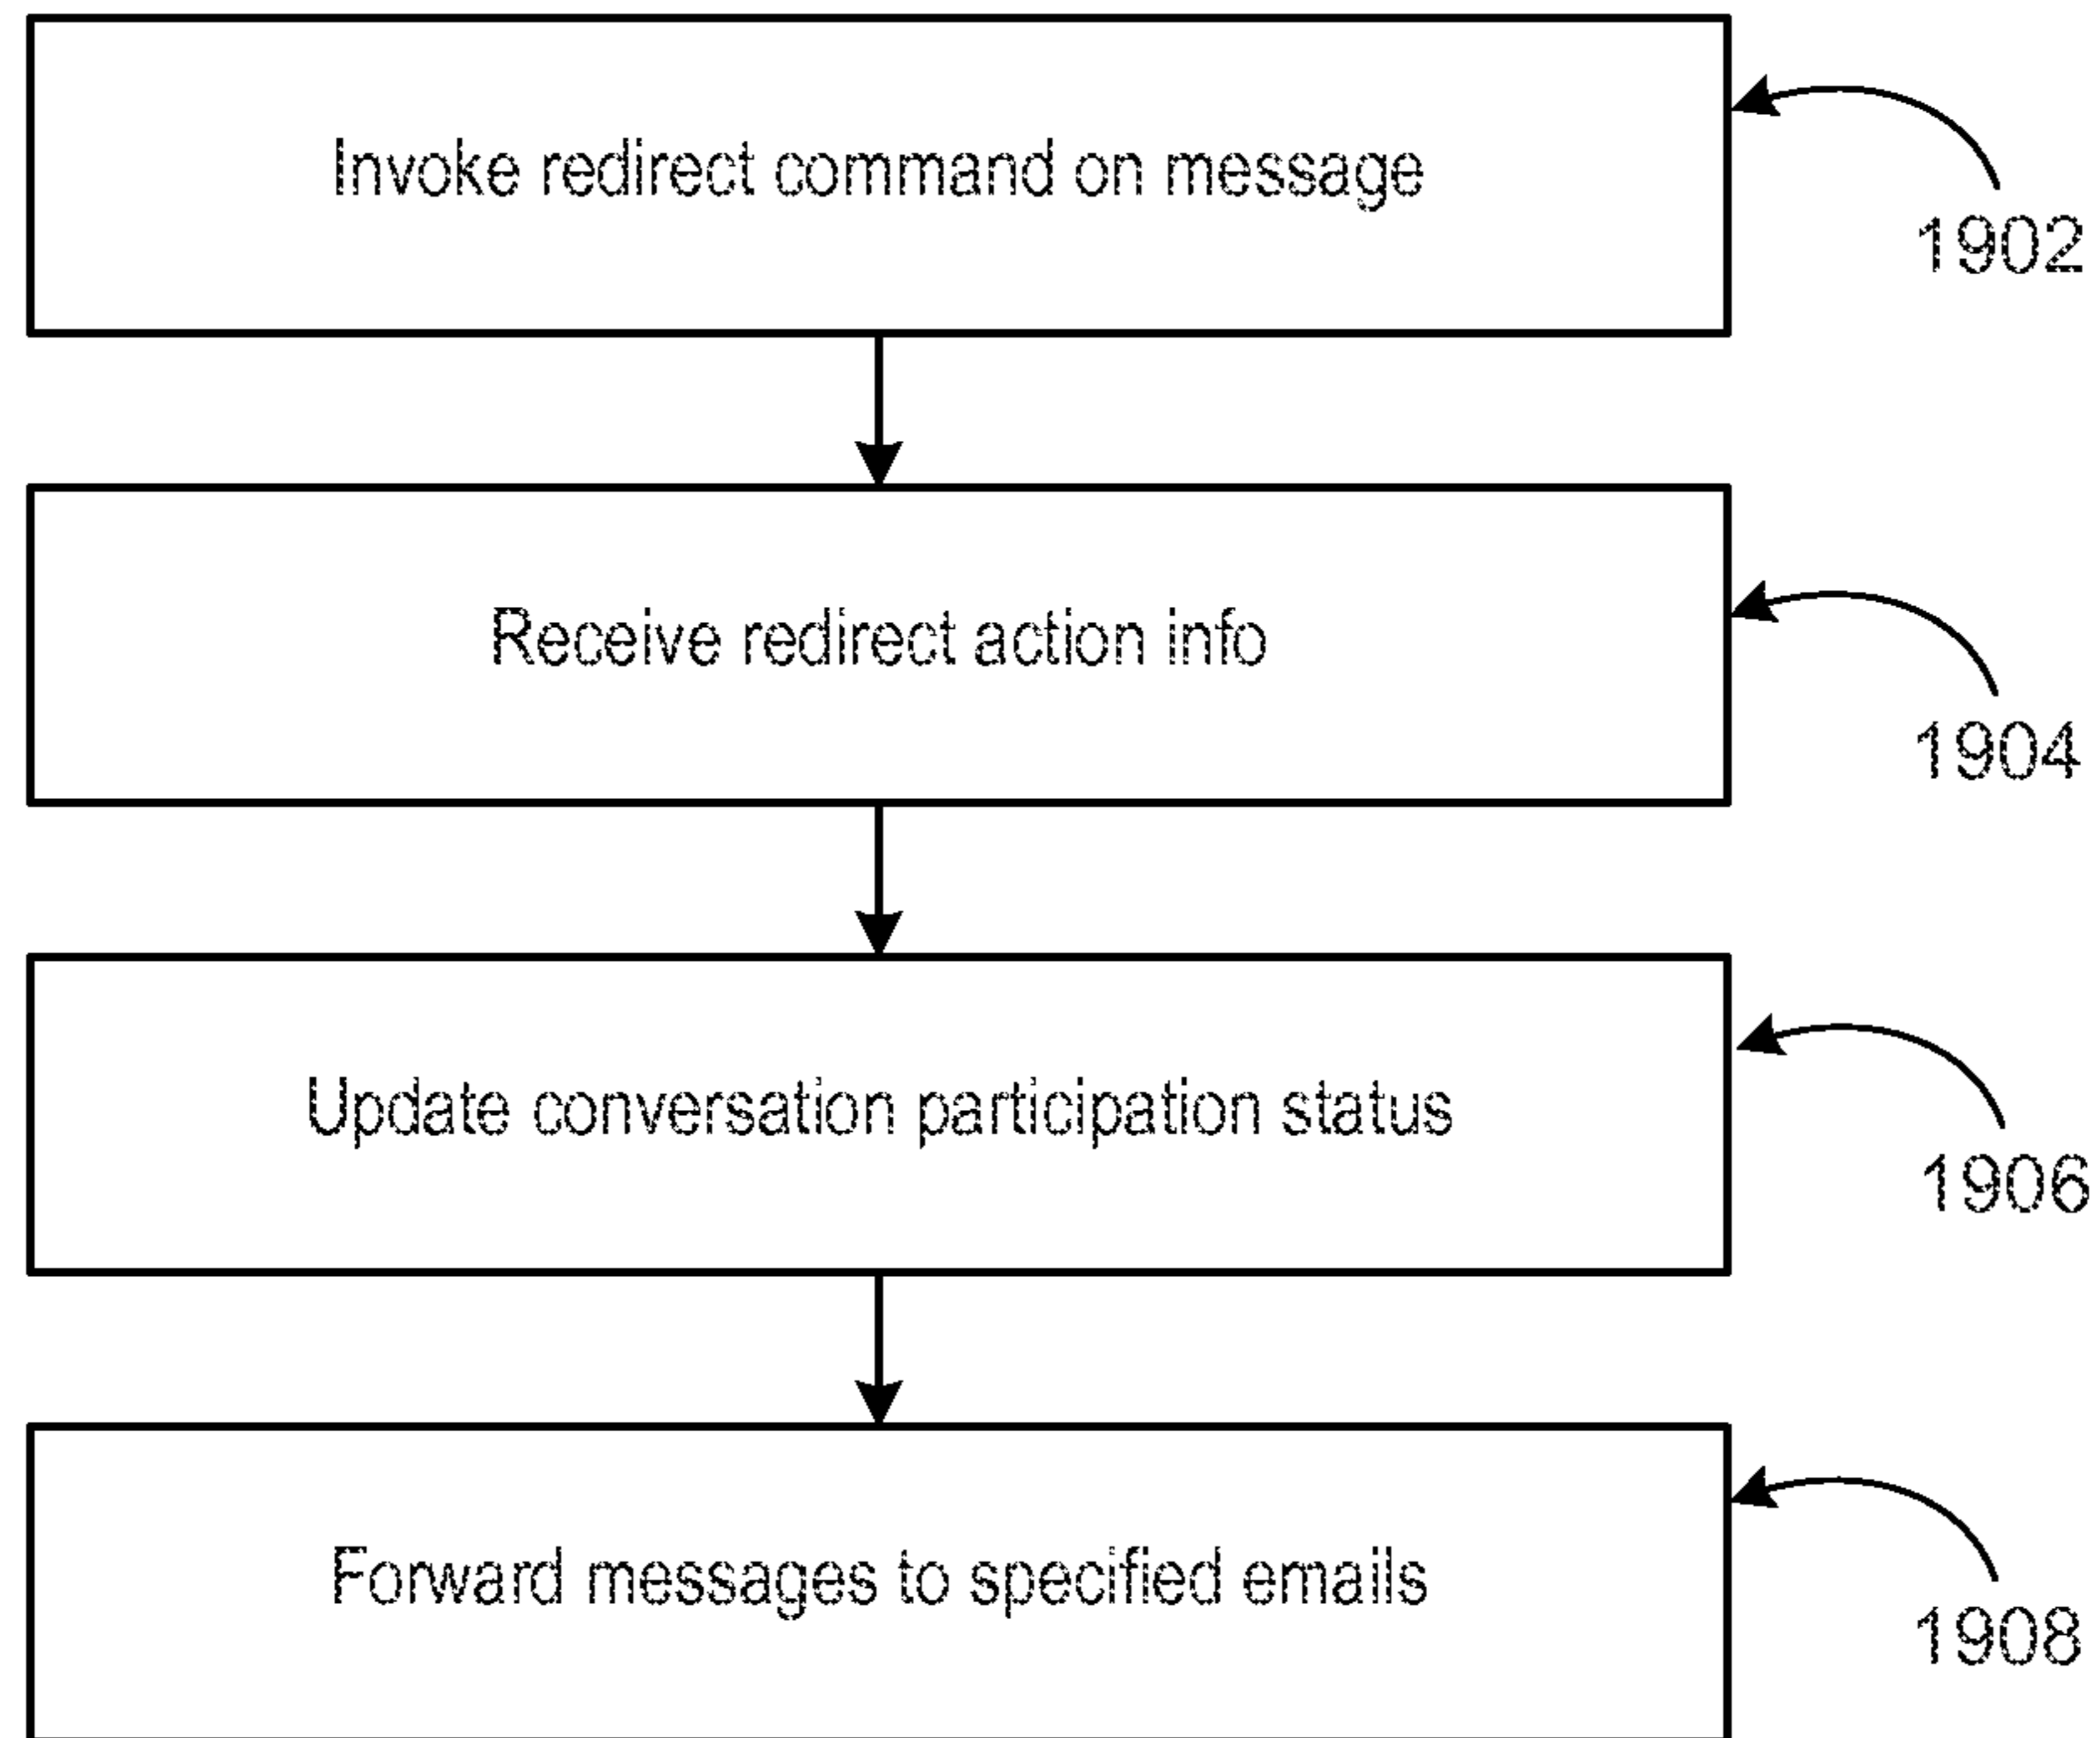 Invoke redirect command on message
1902
Receive redirect action info
1904
Update conversation participation status
1906
Forward messages to specified emails
1908